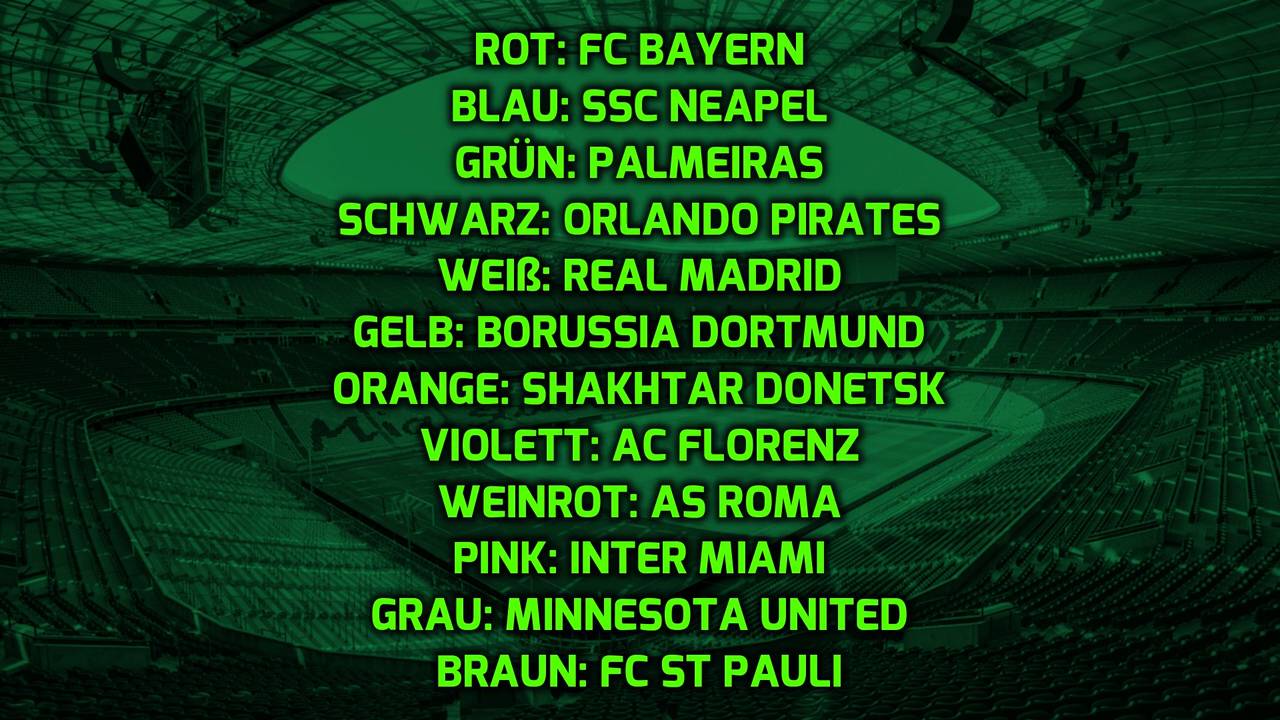 ROT: FC BAYERN
BLAU: SSC NEAPEL
GRÜN: PALMEIRAS
SCHWARZ: ORLANDO PIRATES
WEIß: REAL MADRID
GELB: BORUSSIA DORTMUND
ORANGE: SHAKHTAR DONETSK
VIOLETT: AC FLORENZ
WEINROT: AS ROMA
PINK: INTER MIAMI
GRAU: MINNESOTA UNITED
BRAUN: FC ST PAULI